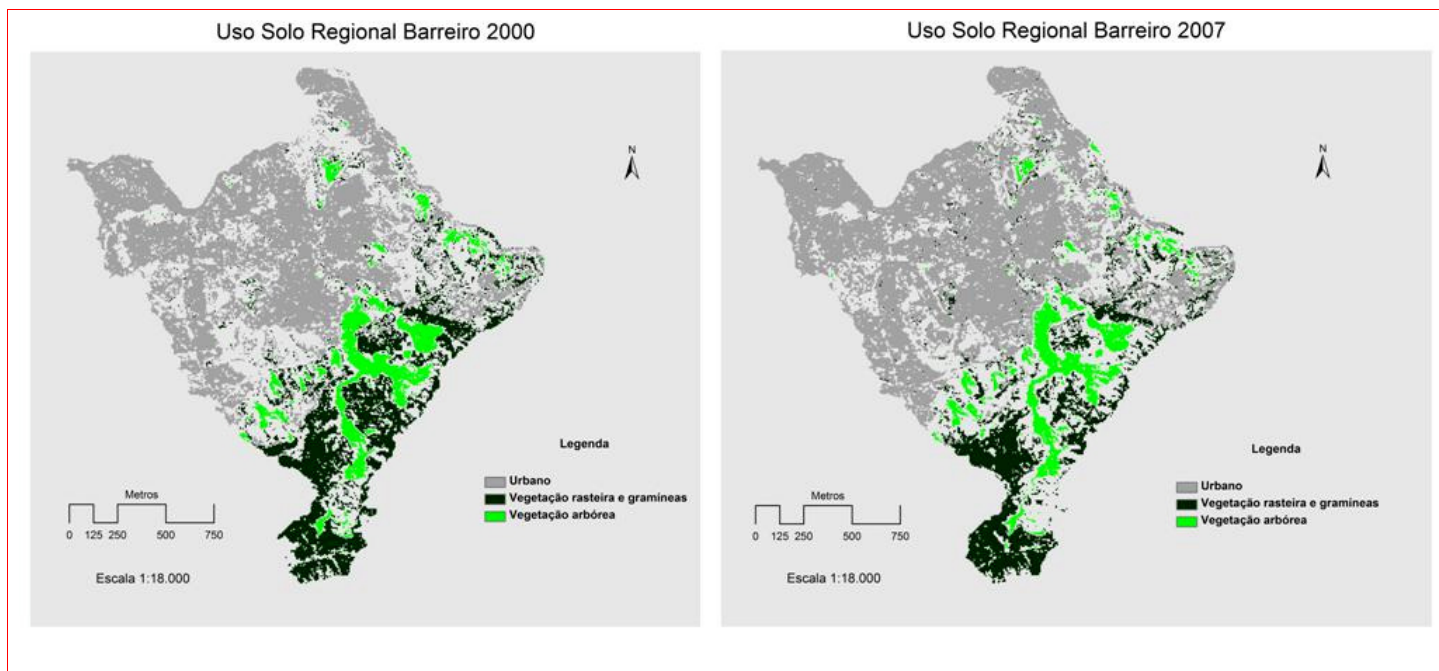 Uso Solo Regional Barreiro 2000
N
Legenda
Urbano
Vegetação rasteira e gramíneas
Vegetação arbórea
Metros
0 125 250 500 750
Escala 1:18.000
Uso Solo Regional Barreiro 2007
N
Legenda
Urbano
Vegetação rasteira e gramíneas
Vegetação arbórea
Metros
0 125 250 500 750
Escala 1:18.000